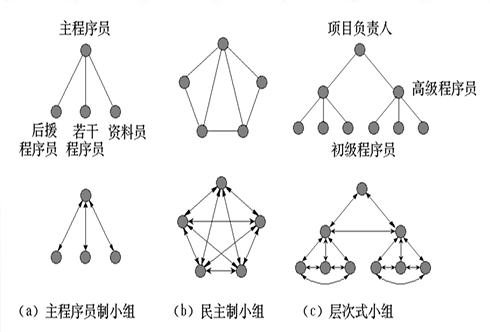 主程序员
项目负责人
高级程序员
后援 若干 资料员
程序员 程序员
初级程序员
(a) 主程序员制小组 (b) 民主制小组 (c) 层次式小组